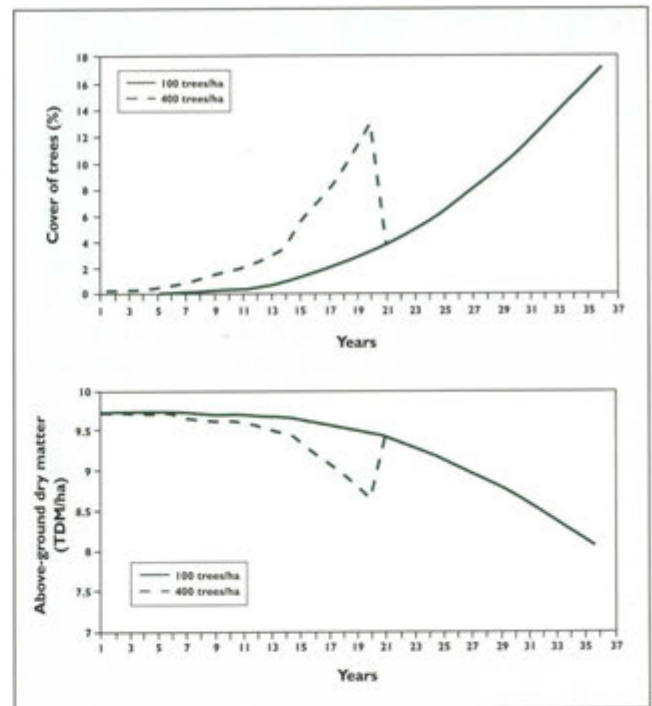 18
16
14
12
10
8
6
4
2
0
Cover of trees (%)
100 trees/ha
400 trees/ha
1 3 5 7 9 11 13 15 17 19 21 23 25 27 29 31 33 35 37
Years
10
9.5
9
8.5
8
7.5
7
Above-ground dry matter
(TDM/ha)
100 trees/ha
400 trees/ha
1 3 5 7 9 11 13 15 17 19 21 23 25 27 29 31 33 35 37
Years